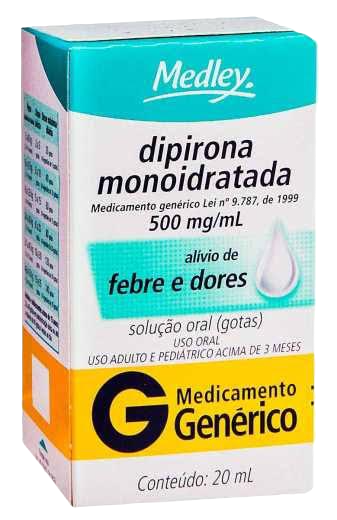 Medley.
dipirona
monoidratada
Medicamento genérico Lei nº 9.787, de 1999
500 mg/mL
alívio de
febre e dores
solução oral (gotas)
USO ORAL
USO ADULTO E PEDIÁTRICO ACIMA DE 3 MESES
G Medicamento
Genérico
Conteúdo: 20 mL